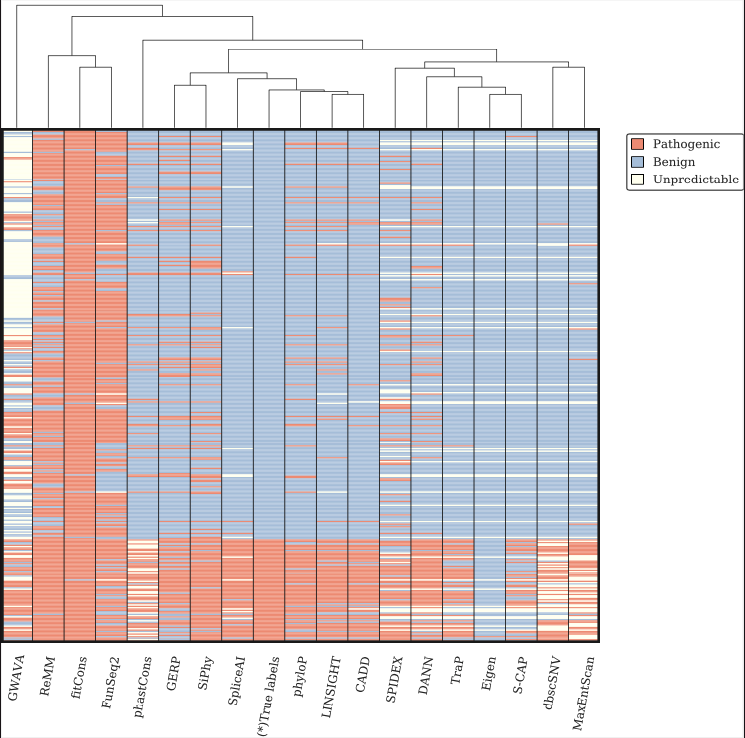 Pathogenic
Benign
Unpredictable
GWAVA
ReMM
fitCons
FunSeq2
phastCons
GERP
SiPhy
SpliceAI
(*)True labels
phyloP
LINSIGHT
CADD
SPIDEX
DANN
TraP
Eigen
S-CAP
dbscSNV
MaxEntScan